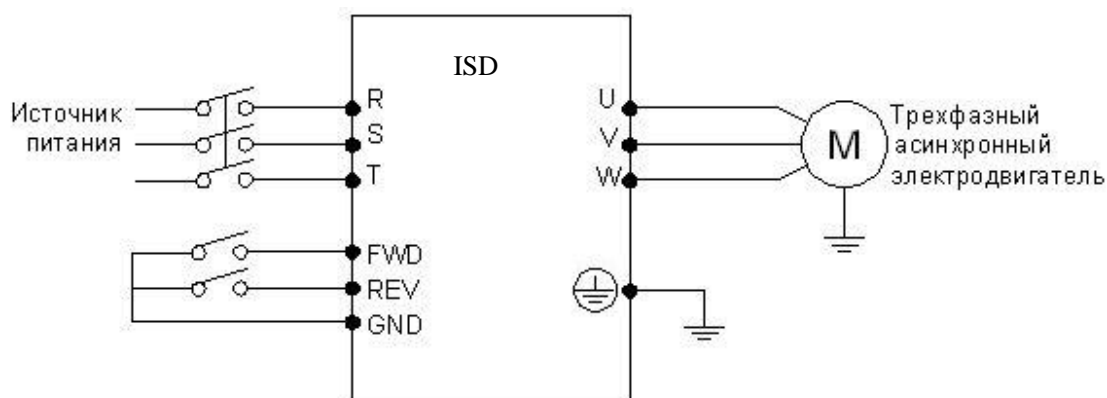 ISD
Источник
питания
R
S
T
FWD
REV
GND
U
V
W
M
Трехфазный
асинхронный
электродвигатель